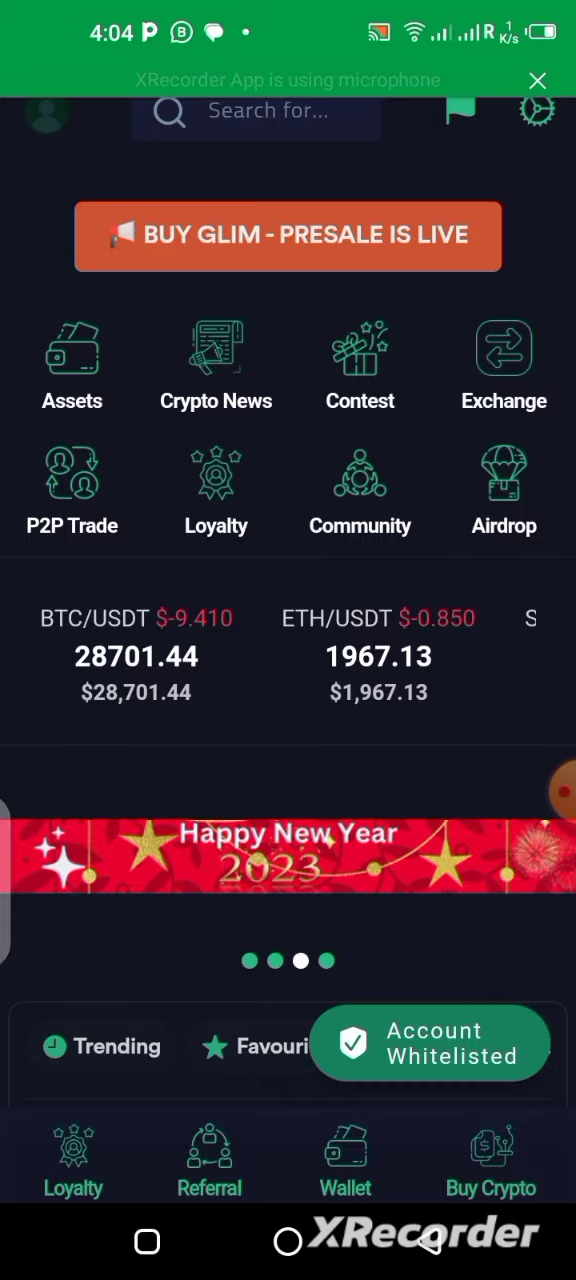 4:04
R 1 K/s
XRecorder App is using microphone
Search for...
BUY GLIM - PRESALE IS LIVE
Assets Crypto News Contest Exchange
P2P Trade Loyalty Community Airdrop
BTC/USDT $-9.410 ETH/USDT $-0.850 S
28701.44 1967.13
$28,701.44 $1,967.13
Happy New Year
2023
Trending Favouri
Account
Whitelisted
Loyalty Referral Wallet Buy Crypto
XRecorder